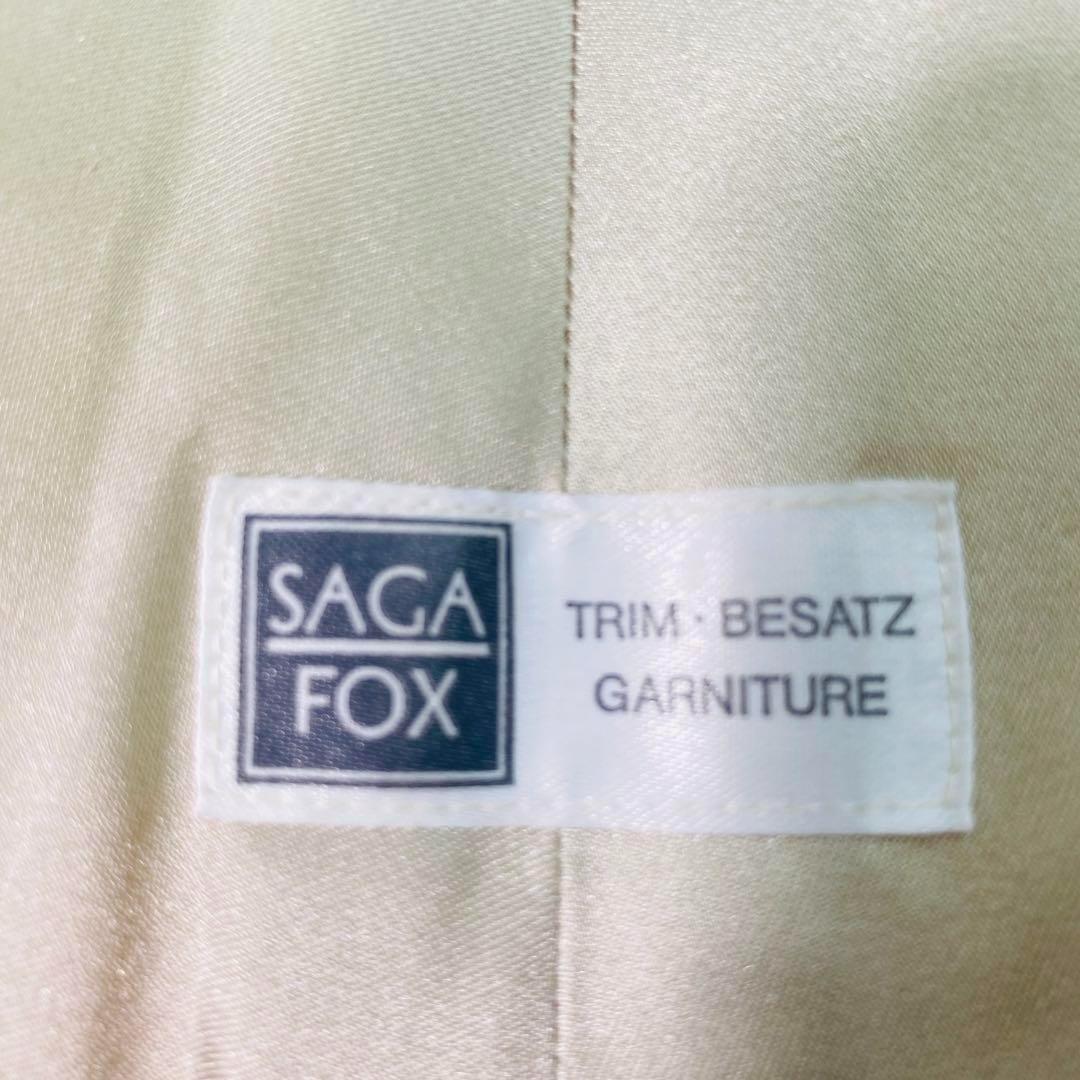 SAGA
FOX
TRIM · BESATZ
GARNITURE